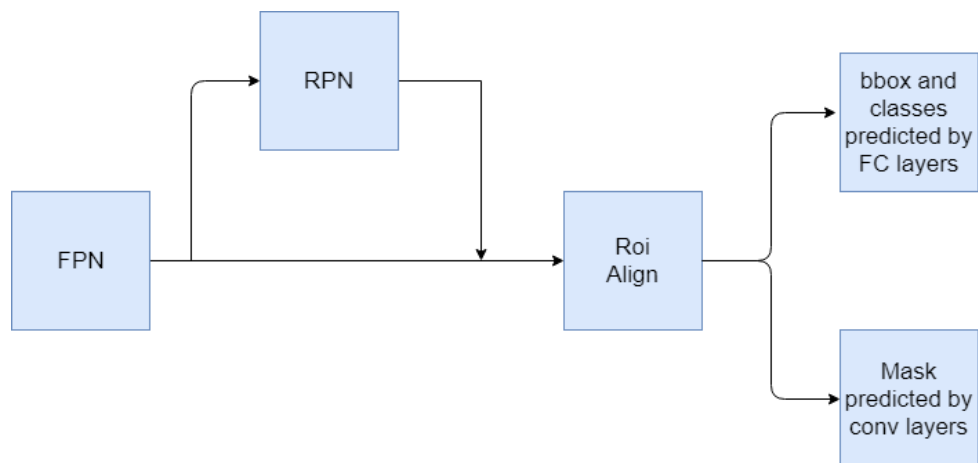 RPN
FPN
Roi
Align
bbox and
classes
predicted by
FC layers
Mask
predicted by
conv layers